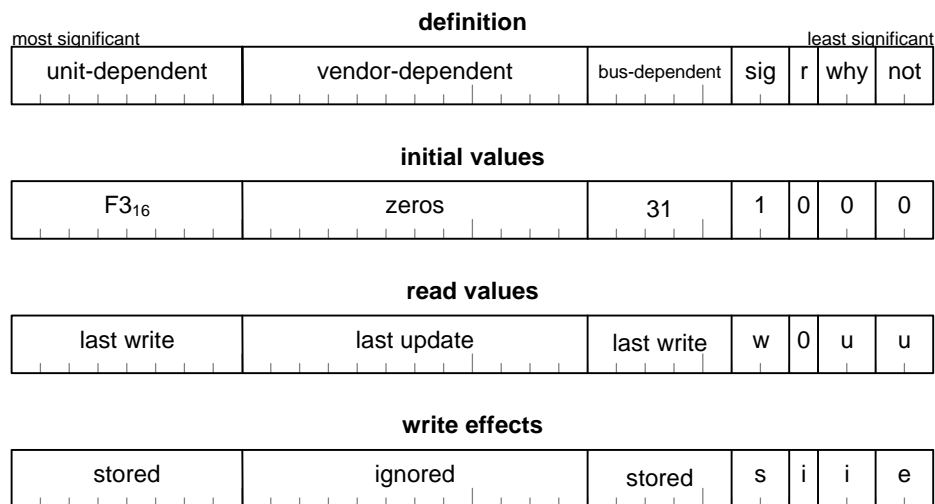 definition
most significant least significant
unit-dependent vendor-dependent bus-dependent sig r why not
initial values
F3₁₆ zeros 31 1 0 0 0
read values
last write last update last write w 0 u u
write effects
stored ignored stored s i i e